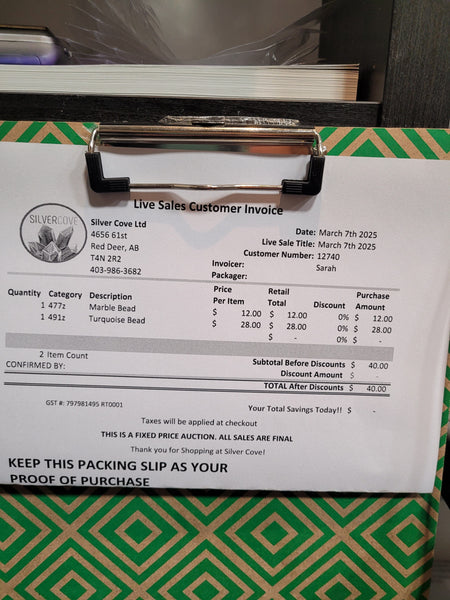 Live Sales Customer Invoice
SILVERCOVE
Silver Cove Ltd
4656 61st
Red Deer, AB
T4N 2R2
403-986-3682
Date: March 7th 2025
Live Sale Title: March 7th 2025
Customer Number: 12740
Invoicer: Sarah
Packager:
Quantity Category Description Price Per Item Retail Total Discount Purchase Amount
1 477z Marble Bead $ 12.00 $ 12.00 0% $ 12.00
1 491z Turquoise Bead $ 28.00 $ 28.00 0% $ 28.00
$ $ - 0% $ -
2 Item Count
Subtotal Before Discounts $ 40.00
Discount Amount $ -
CONFIRMED BY:
TOTAL After Discounts $ 40.00
GST #: 797981495 RT0001
Your Total Savings Today!! $ -
Taxes will be applied at checkout
THIS IS A FIXED PRICE AUCTION. ALL SALES ARE FINAL
Thank you for Shopping at Silver Cove!
KEEP THIS PACKING SLIP AS YOUR
PROOF OF PURCHASE